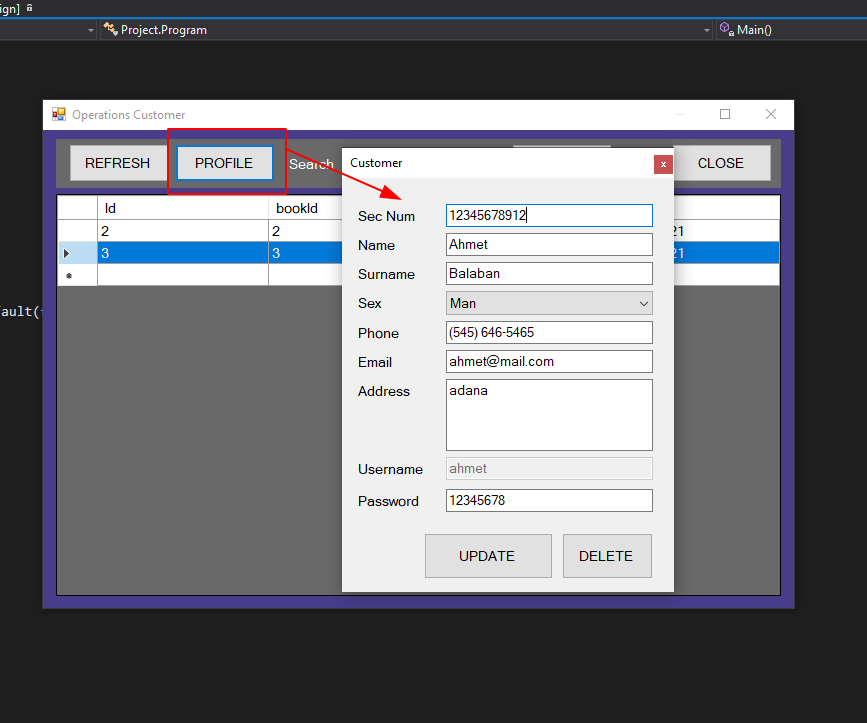 ign]
Project.Program
Main()
Operations Customer
REFRESH
PROFILE
Search
CLOSE
Id
bookId
2
2
21
3
3
21
ault(
Customer
x
Sec Num
12345678912
Name
Ahmet
Surname
Balaban
Sex
Man
Phone
(545) 646-5465
Email
ahmet@mail.com
Address
adana
Username
ahmet
Password
12345678
UPDATE
DELETE